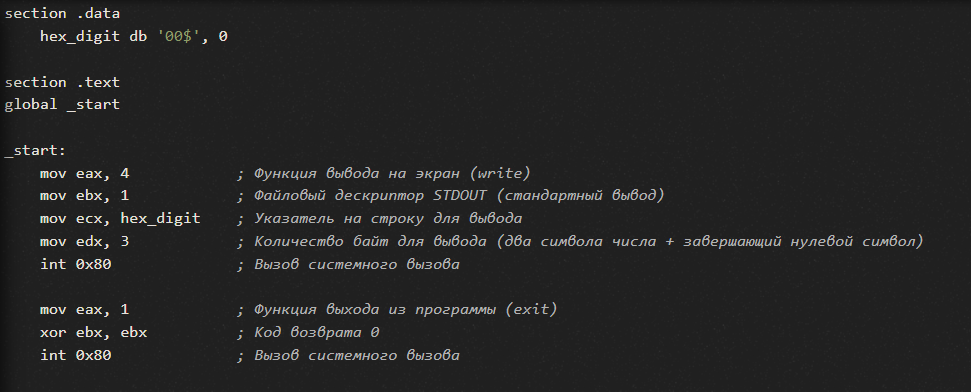 section .data
    hex_digit db '00$', 0

section .text
global _start

_start:
    mov eax, 4            ; Функция вывода на экран (write)
    mov ebx, 1            ; Файловый дескриптор STDOUT (стандартный вывод)
    mov ecx, hex_digit    ; Указатель на строку для вывода
    mov edx, 3            ; Количество байт для вывода (два символа числа + завершающий нулевой символ)
    int 0x80              ; Вызов системного вызова

    mov eax, 1            ; Функция выхода из программы (exit)
    xor ebx, ebx          ; Код возврата 0
    int 0x80              ; Вызов системного вызова